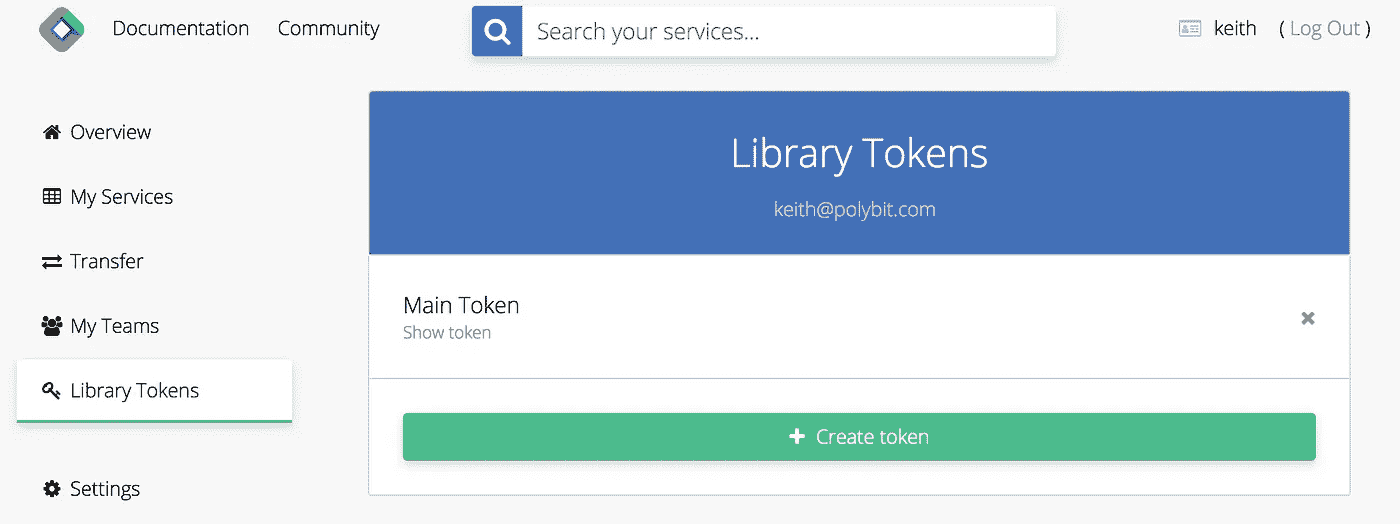 Documentation Community Search your services... keith ( Log Out )
Overview
My Services
Transfer
My Teams
Library Tokens
Settings
Library Tokens
keith@polybit.com
Main Token
Show token
Create token